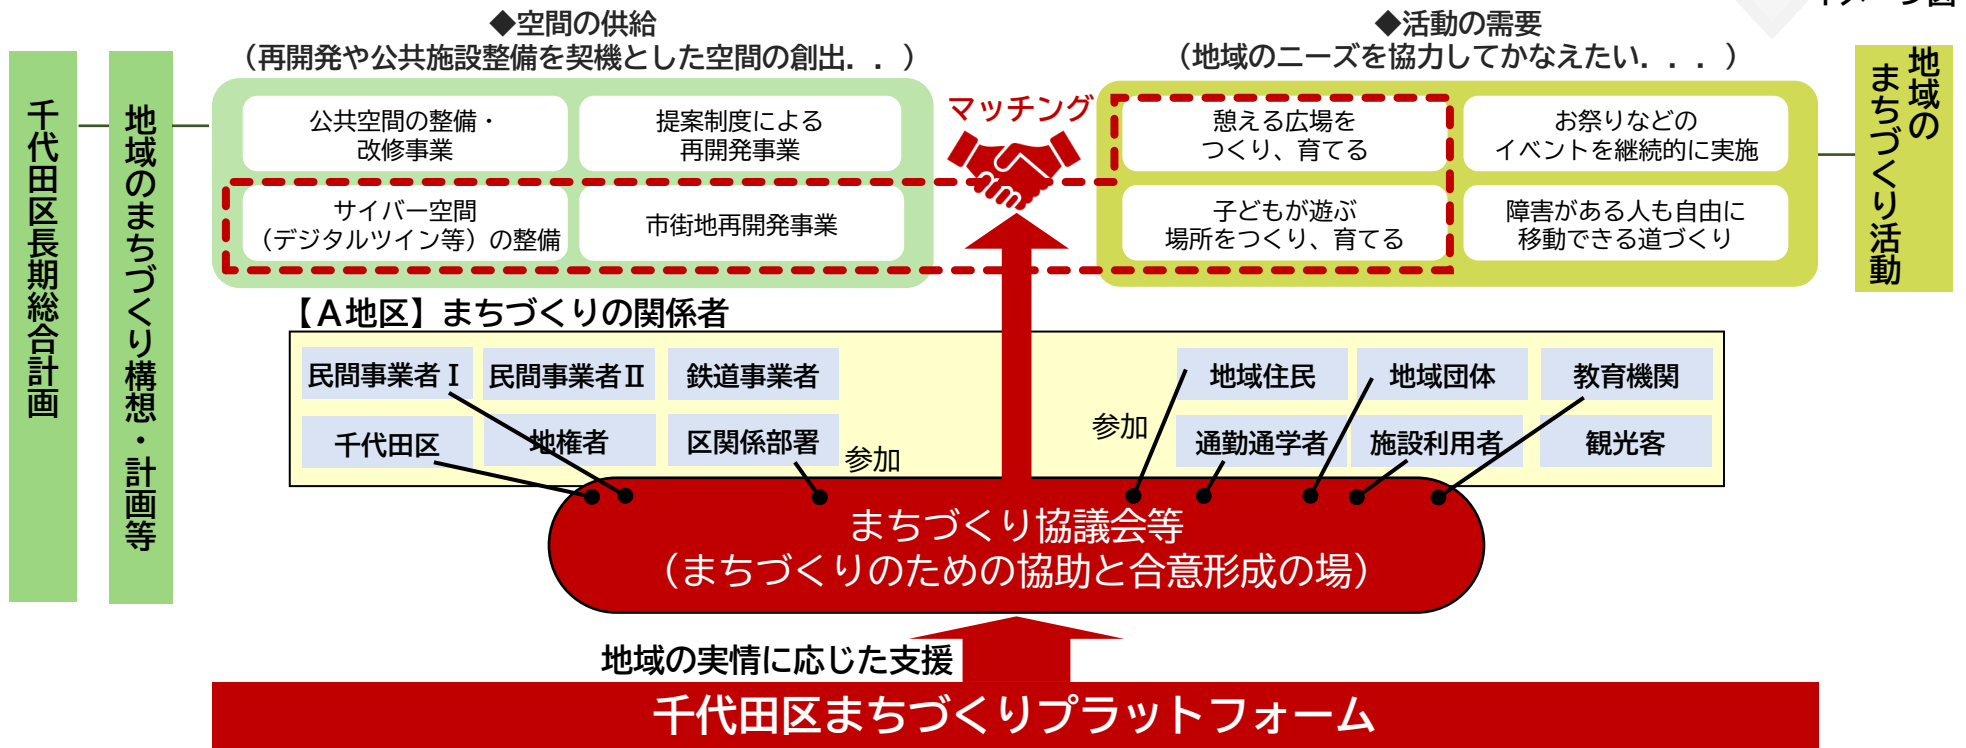 イメージ図
◆空間の供給
（再開発や公共施設整備を契機とした空間の創出．．）
◆活動の需要
（地域のニーズを協力してかなえたい．．．）
千代田区長期総合計画
地域のまちづくり構想・計画等
公共空間の整備・
改修事業
提案制度による
再開発事業
サイバー空間
（デジタルツイン等）の整備
市街地再開発事業
マッチング
憩える広場を
つくり、育てる
お祭りなどの
イベントを継続的に実施
子どもが遊ぶ
場所をつくり、育てる
障害がある人も自由に
移動できる道づくり
地域の
まちづくり活動
【Ａ地区】まちづくりの関係者
民間事業者Ⅰ
民間事業者Ⅱ
鉄道事業者
千代田区
地権者
区関係部署
参加
地域住民
地域団体
教育機関
参加
通勤通学者
施設利用者
観光客
まちづくり協議会等
（まちづくりのための協助と合意形成の場）
地域の実情に応じた支援
千代田区まちづくりプラットフォーム